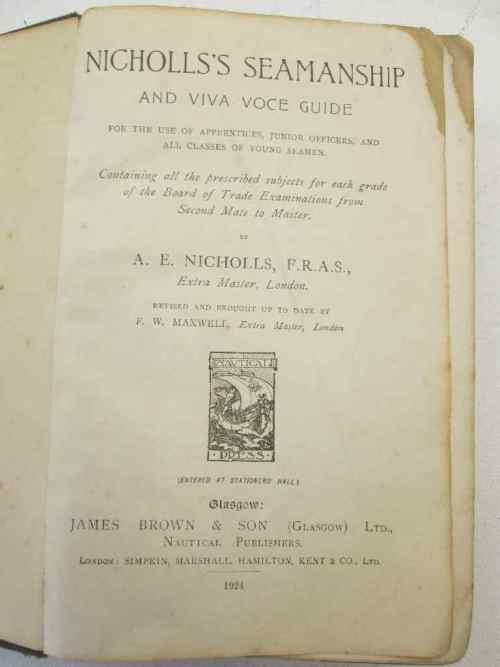 NICHOLLS'S SEAMANSHIP
AND VIVA VOCE GUIDE
FOR THE USE OF APPRENTICES, JUNIOR OFFICERS, AND
ALL CLASSES OF YOUNG SEAMEN.
Containing all the prescribed subjects for each grade
of the Board of Trade Examinations from
Second Mate to Master.
BY
A. E. NICHOLLS, F.R.A.S.,
Extra Master, London.
REVISED AND BROUGHT UP TO DATE BY
F. W. MAXWELL, Extra Master, London
NAUTICAL
PRESS
(ENTERED AT STATIONERS HALL)
Glasgow:
JAMES BROWN & SON (GLASGOW) LTD.,
NAUTICAL PUBLISHERS.
LONDON: SIMPKIN, MARSHALL, HAMILTON, KENT & CO., LTD.
1924